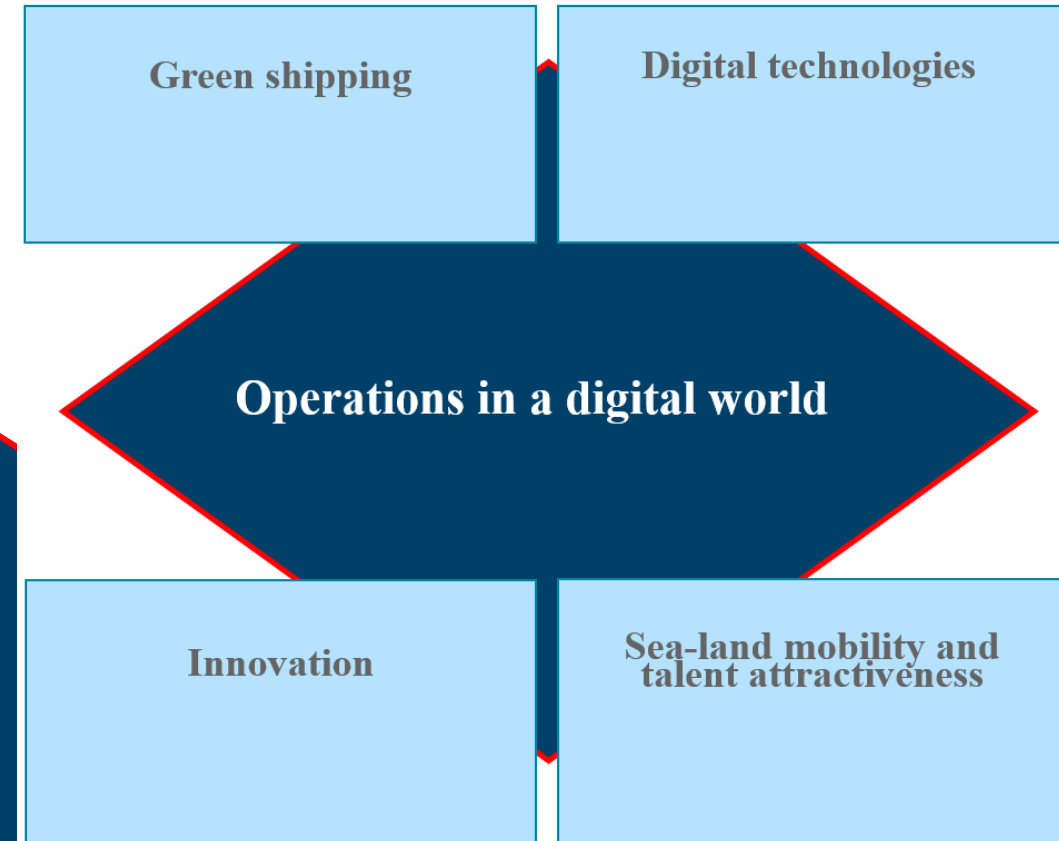 Green shipping
Digital technologies
Operations in a digital world
Innovation
Sea-land mobility and
talent attractiveness